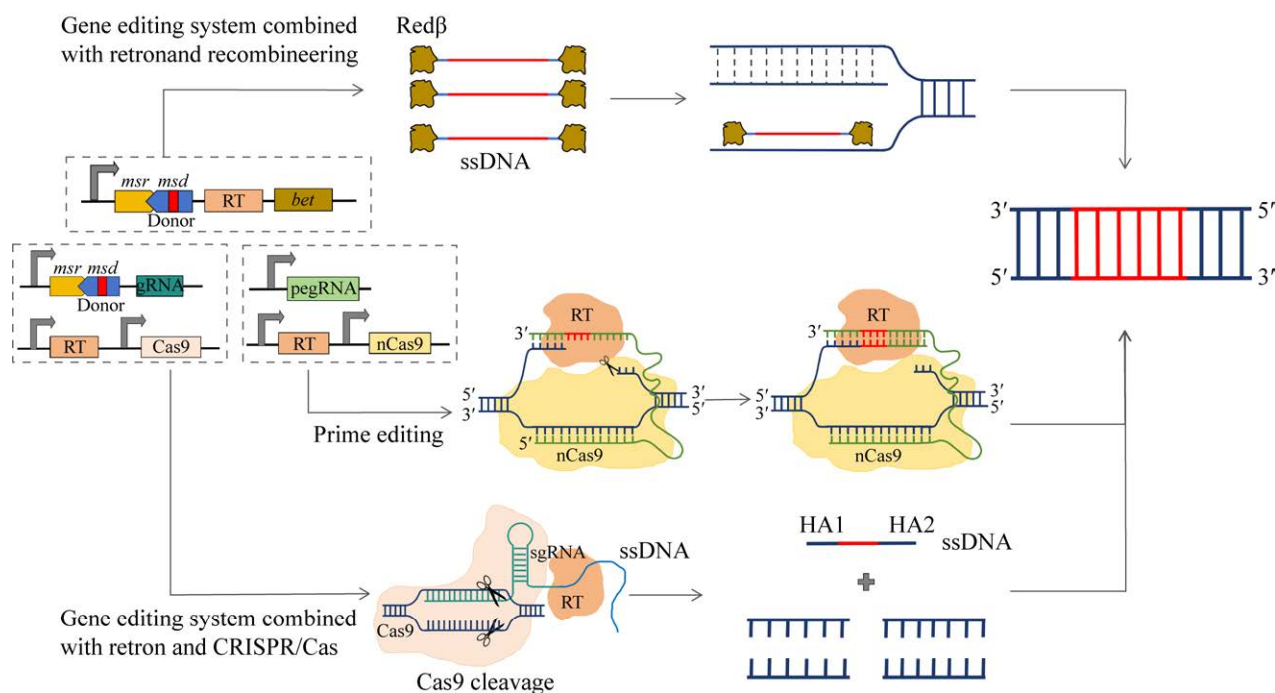 Gene editing system combined
with retronand recombineering
Redβ
ssDNA
msr msd RT bet
Donor
3′ 5′
5′ 3′
msr msd gRNA
Donor
RT Cas9
pegRNA
RT nCas9
Prime editing
RT
3′
5′ 3′
3′ 5′
5′
nCas9
RT
3′
5′ 3′
3′ 5′
nCas9
HA1 HA2
ssDNA
sgRNA ssDNA
RT
Cas9
Cas9 cleavage
Gene editing system combined
with retron and CRISPR/Cas